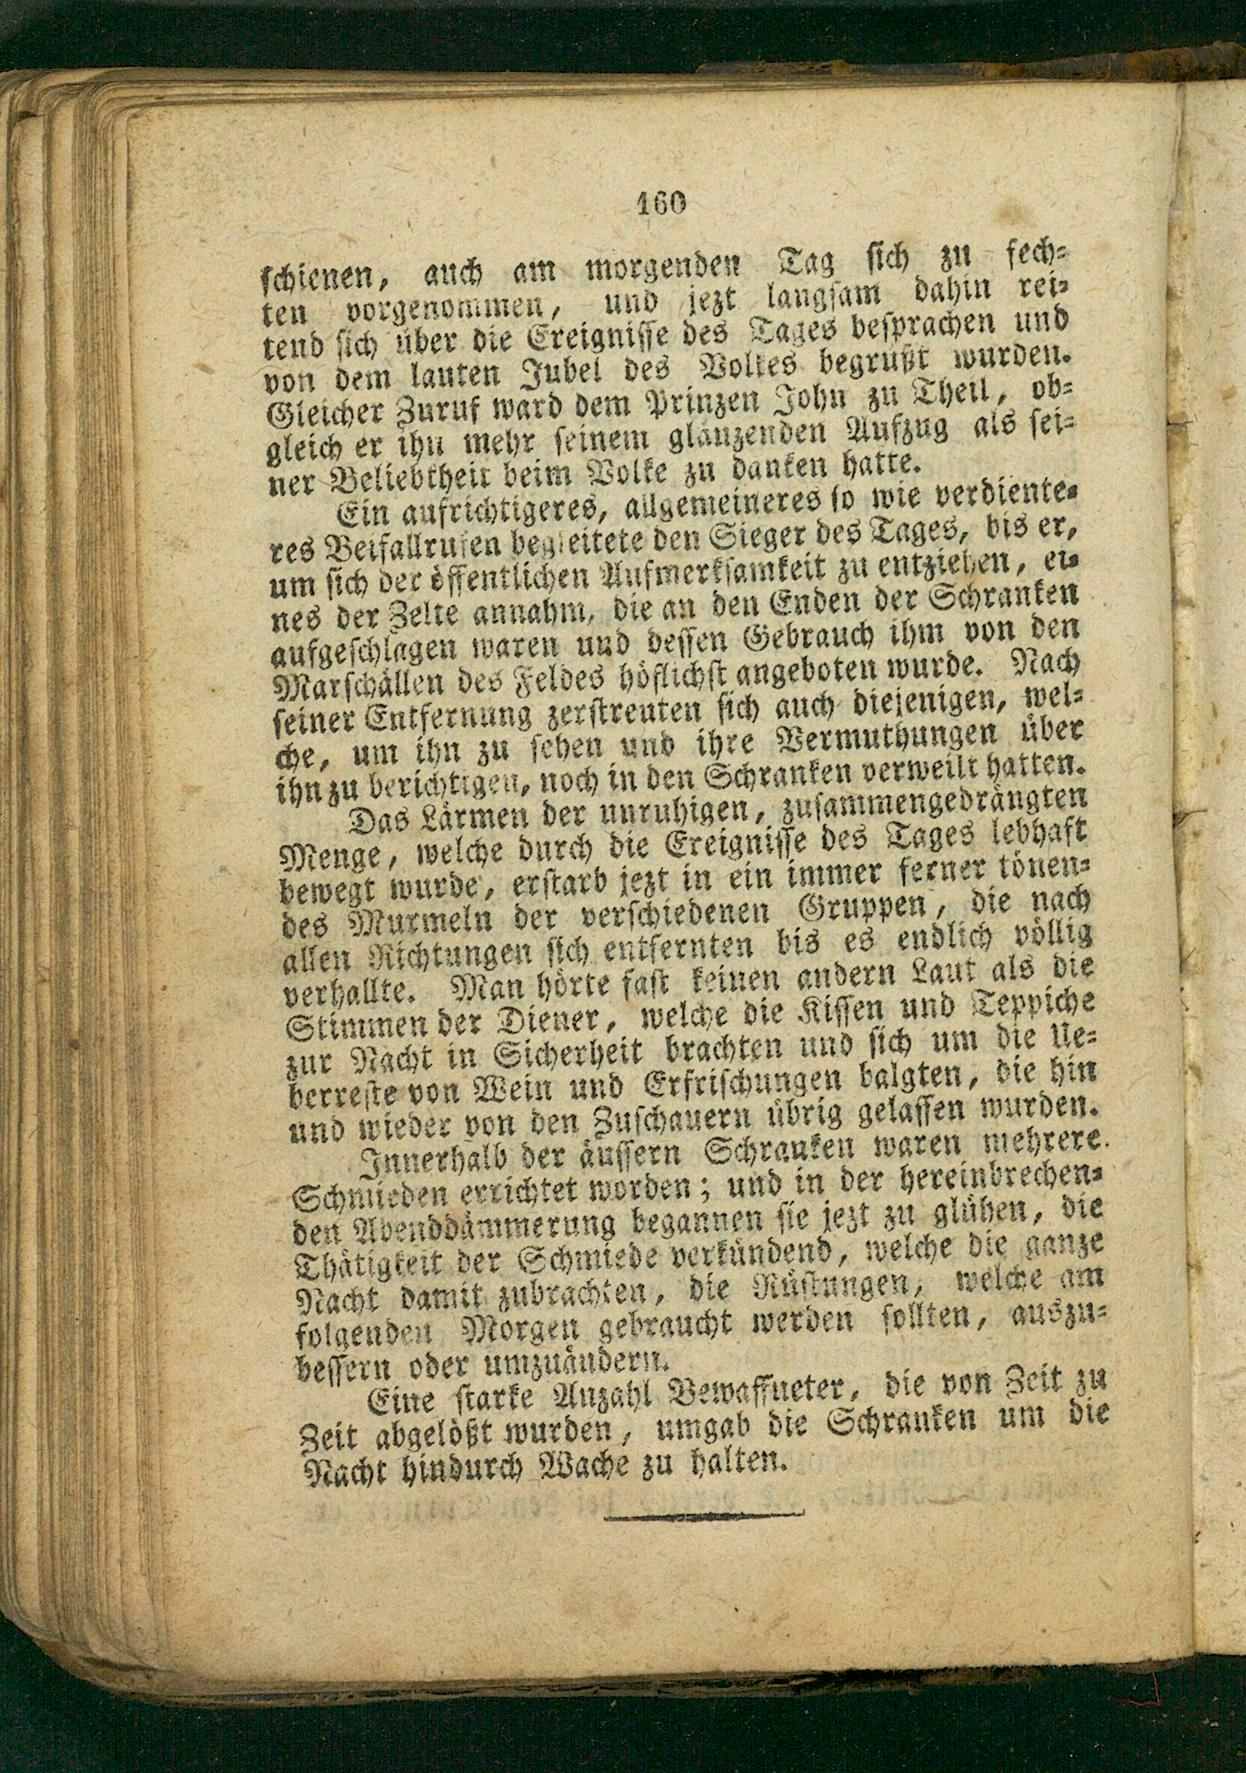 160
schienen, auch am morgenden Tag sich zu fech-
ten vorgenommen, und jezt langsam dahin rei-
tend sich über die Ereignisse des Tages besprachen und
von dem lauten Jubel des Volkes begrüßt wurden.
Gleicher Zuruf ward dem Prinzen John zu Theil, ob-
gleich er ihn mehr seinem glänzenden Aufzug als sei-
ner Beliebtheit beim Volke zu danken hatte.
Ein aufrichtigeres, allgemeineres so wie verdiente-
res Beifallrufen begleitete den Sieger des Tages, bis er,
um sich der öffentlichen Aufmerksamkeit zu entziehen, ei-
nes der Zelte annahm, die an den Enden der Schranken
aufgeschlagen waren und dessen Gebrauch ihm von den
Marschällen des Feldes höflichst angeboten wurde. Nach
seiner Entfernung zerstreuten sich auch diejenigen, wel-
che, um ihn zu sehen und ihre Vermuthungen über
ihn zu berichtigen, noch in den Schranken verweilt hatten.
Das Lärmen der unruhigen, zusammengedrängten
Menge, welche durch die Ereignisse des Tages lebhaft
bewegt wurde, erstarb jezt in ein immer ferner tönen-
des Murmeln der verschiedenen Gruppen, die nach
allen Richtungen sich entfernten bis es endlich völlig
verhallte. Man hörte fast keinen andern Laut als die
Stimmen der Diener, welche die Kissen und Teppiche
zur Nacht in Sicherheit brachten und sich um die Ue-
berreste von Wein und Erfrischungen balgten, die hin
und wieder von den Zuschauern übrig gelassen wurden.
Innerhalb der äussern Schranken waren mehrere
Schmieden errichtet worden; und in der hereinbrechen-
den Abenddämmerung begannen sie jezt zu glühen, die
Thätigkeit der Schmiede verkündend, welche die ganze
Nacht damit zubrachten, die Rüstungen, welche am
folgenden Morgen gebraucht werden sollten, auszu-
bessern oder umzuändern.
Eine starke Anzahl Bewaffneter, die von Zeit zu
Zeit abgelößt wurden, umgab die Schranken um die
Nacht hindurch Wache zu halten.